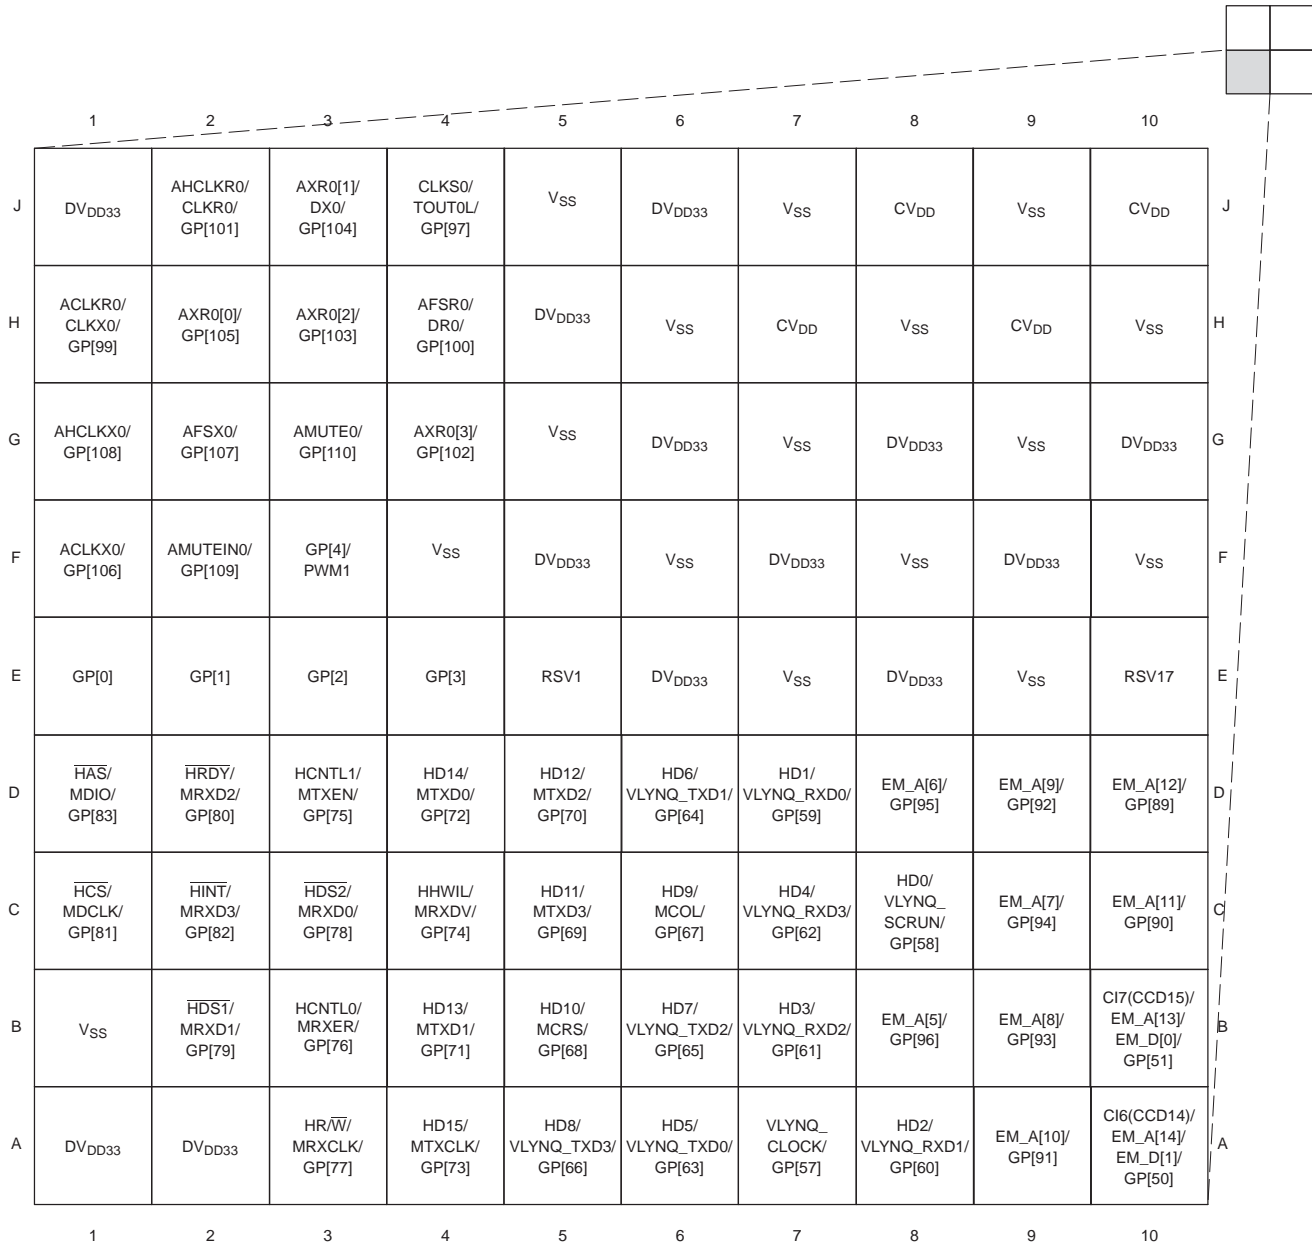 1 2 3 4 5 6 7 8 9 10
J
DVDD33
AHCLKR0/
CLKR0/
GP[101]
AXR0[1]/
DX0/
GP[104]
CLKS0/
TOUT0L/
GP[97]
VSS
DVDD33
VSS
CVDD
VSS
CVDD
J
H
ACLKR0/
CLKX0/
GP[99]
AXR0[0]/
GP[105]
AXR0[2]/
GP[103]
AFSR0/
DR0/
GP[100]
DVDD33
VSS
CVDD
VSS
CVDD
VSS
H
G
AHCLKX0/
GP[108]
AFSX0/
GP[107]
AMUTE0/
GP[110]
AXR0[3]/
GP[102]
VSS
DVDD33
VSS
DVDD33
VSS
DVDD33
G
F
ACLKX0/
GP[106]
AMUTEIN0/
GP[109]
GP[4]/
PWM1
VSS
DVDD33
VSS
DVDD33
VSS
DVDD33
VSS
F
E
GP[0]
GP[1]
GP[2]
GP[3]
RSV1
DVDD33
VSS
DVDD33
VSS
RSV17
E
D
HAS/
MDIO/
GP[83]
HRDY/
MRXD2/
GP[80]
HCNTL1/
MTXEN/
GP[75]
HD14/
MTXD0/
GP[72]
HD12/
MTXD2/
GP[70]
HD6/
VLYNQ_TXD1/
GP[64]
HD1/
VLYNQ_RXD0/
GP[59]
EM_A[6]/
GP[95]
EM_A[9]/
GP[92]
EM_A[12]/
GP[89]
D
C
HCS/
MDCLK/
GP[81]
HINT/
MRXD3/
GP[82]
HDS2/
MRXD0/
GP[78]
HHWIL/
MRXDV/
GP[74]
HD11/
MTXD3/
GP[69]
HD9/
MCOL/
GP[67]
HD4/
VLYNQ_RXD3/
GP[62]
HD0/
VLYNQ_
SCRUN/
GP[58]
EM_A[7]/
GP[94]
EM_A[11]/
GP[90]
C
B
VSS
HDS1/
MRXD1/
GP[79]
HCNTL0/
MRXER/
GP[76]
HD13/
MTXD1/
GP[71]
HD10/
MCRS/
GP[68]
HD7/
VLYNQ_TXD2/
GP[65]
HD3/
VLYNQ_RXD2/
GP[61]
EM_A[5]/
GP[96]
EM_A[8]/
GP[93]
CI7(CCD15)/
EM_A[13]/
EM_D[0]/
GP[51]
B
A
DVDD33
DVDD33
HR/W/
MRXCLK/
GP[77]
HD15/
MTXCLK/
GP[73]
HD8/
VLYNQ_TXD3/
GP[66]
HD5/
VLYNQ_TXD0/
GP[63]
VLYNQ_
CLOCK/
GP[57]
HD2/
VLYNQ_RXD1/
GP[60]
EM_A[10]/
GP[91]
CI6(CCD14)/
EM_A[14]/
EM_D[1]/
GP[50]
A
1 2 3 4 5 6 7 8 9 10